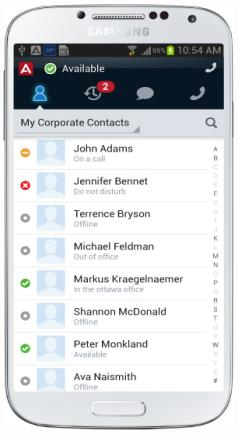 SAMSUNG
A 18° 95% 10:54 AM
A Available
2
My Corporate Contacts
John Adams
On a call
Jennifer Bennet
Do not disturb
Terrence Bryson
Offline
Michael Feldman
Out of office
Markus Kraegelnaemer
in the ottawa office
Shannon McDonald
Offline
Peter Monkland
Available
Ava Naismith
Offline
A
B
C
D
E
F
G
H
I
J
K
L
M
N
O
P
Q
R
S
T
U
V
W
X
Y
Z
#